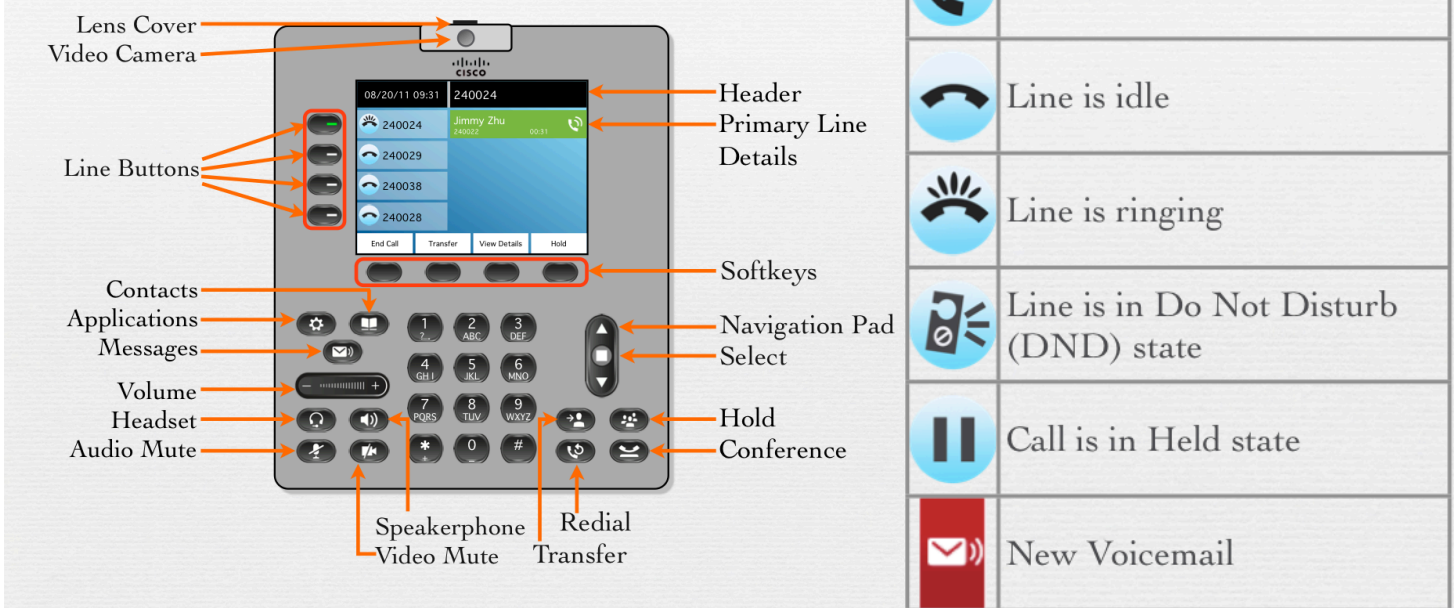 Lens Cover
Video Camera
CISCO
08/20/11 09:31 240024
Header
240024
Jimmy Zhu
240022 00:31
Primary Line
Details
240029
240038
240028
Line Buttons
End Call Transfer View Details Hold
Softkeys
Contacts
Applications
Messages
Volume
Headset
Audio Mute
1
2
ABC
3
DEF
4
GHI
5
JKL
6
MNO
7
PQRS
8
TUV
9
WXYZ
*
+
0
#
- +
Navigation Pad
Select
Hold
Conference
Speakerphone
Video Mute
Redial
Transfer
Line is idle
Line is ringing
Line is in Do Not Disturb
(DND) state
Call is in Held state
New Voicemail